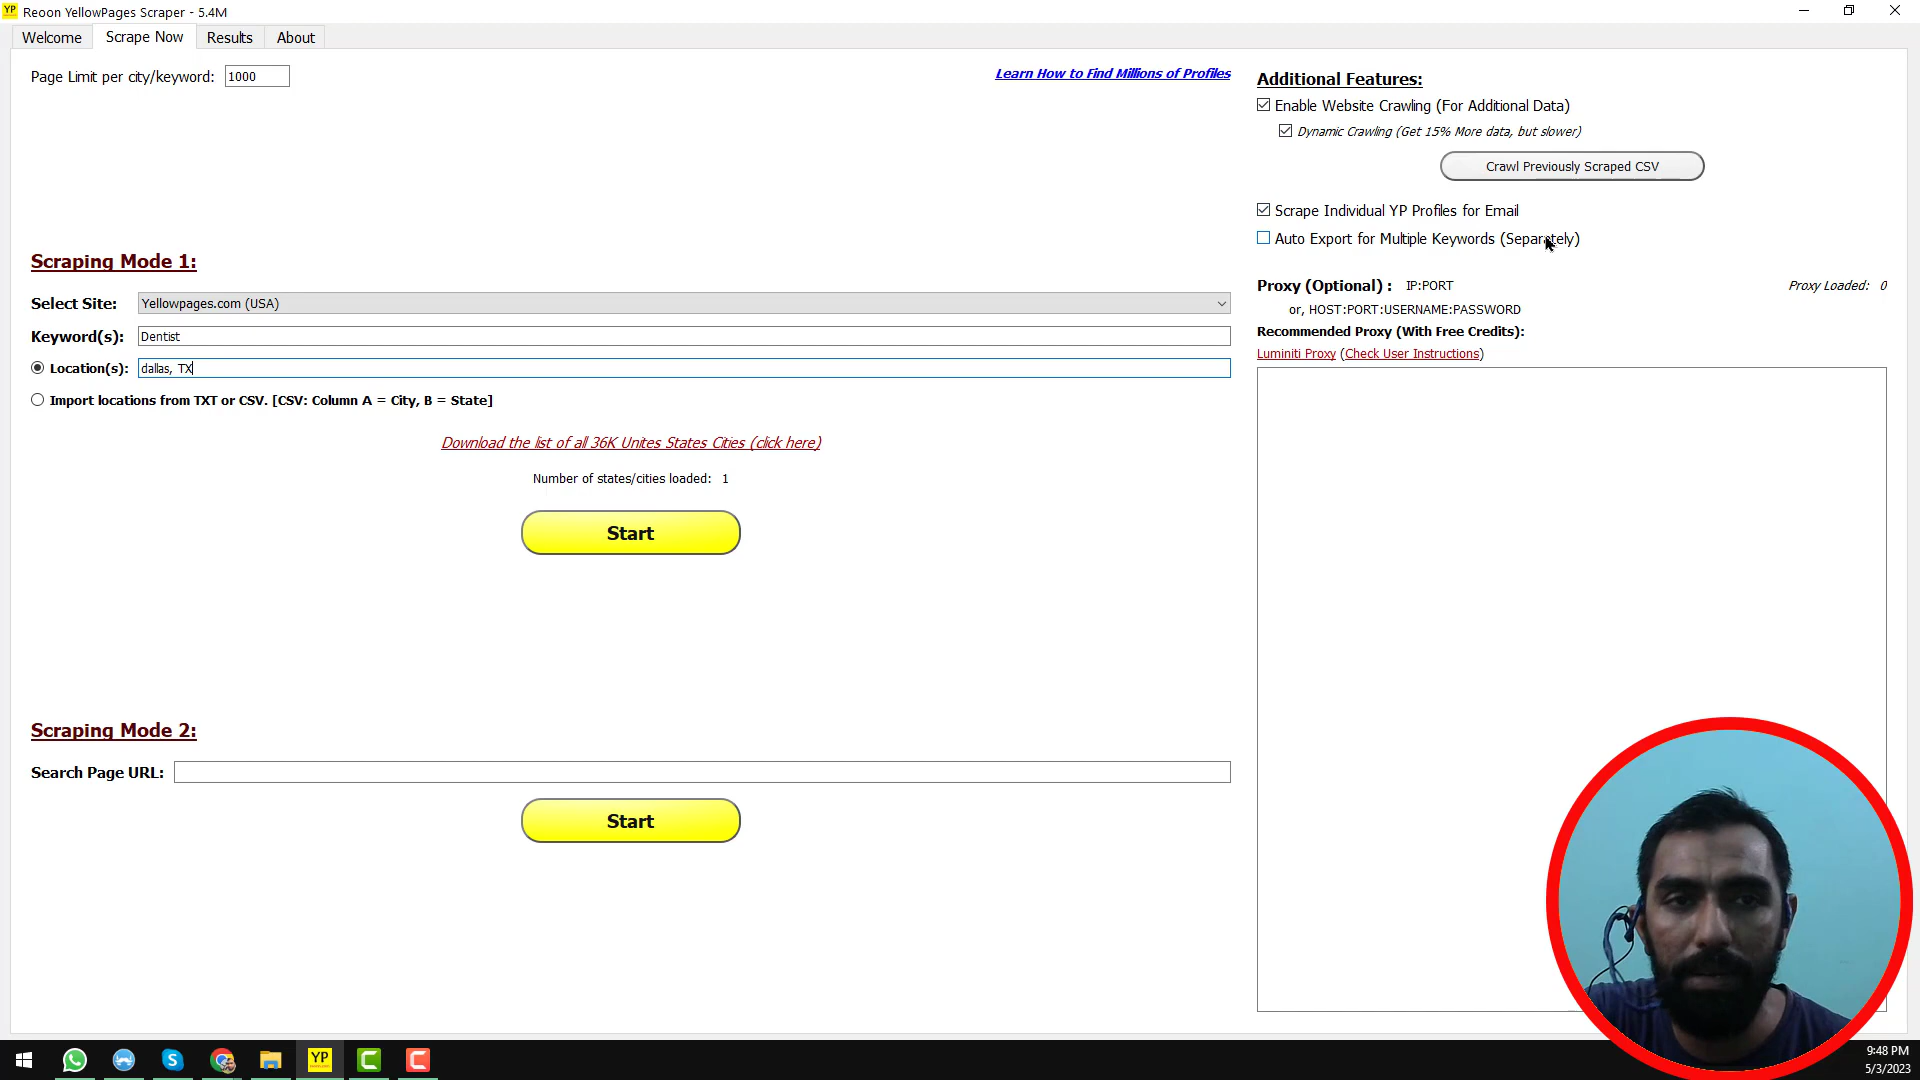 YP Reoon YellowPages Scraper - 5.4M
Welcome Scrape Now Results About
Page Limit per city/keyword: 1000
Learn How to Find Millions of Profiles
Scraping Mode 1:
Select Site: Yellowpages.com (USA)
Keyword(s): Dentist
Location(s): dallas, TX
Import locations from TXT or CSV. [CSV: Column A = City, B = State]
Download the list of all 36K Unites States Cities (click here)
Number of states/cities loaded: 1
Start
Scraping Mode 2:
Search Page URL:
Start
Additional Features:
Enable Website Crawling (For Additional Data)
Dynamic Crawling (Get 15% More data, but slower)
Crawl Previously Scraped CSV
Scrape Individual YP Profiles for Email
Auto Export for Multiple Keywords (Separately)
Proxy (Optional) : IP:PORT Proxy Loaded: 0
or, HOST:PORT:USERNAME:PASSWORD
Recommended Proxy (With Free Credits):
Luminiti Proxy (Check User Instructions)
YP
9:48 PM
5/3/2023